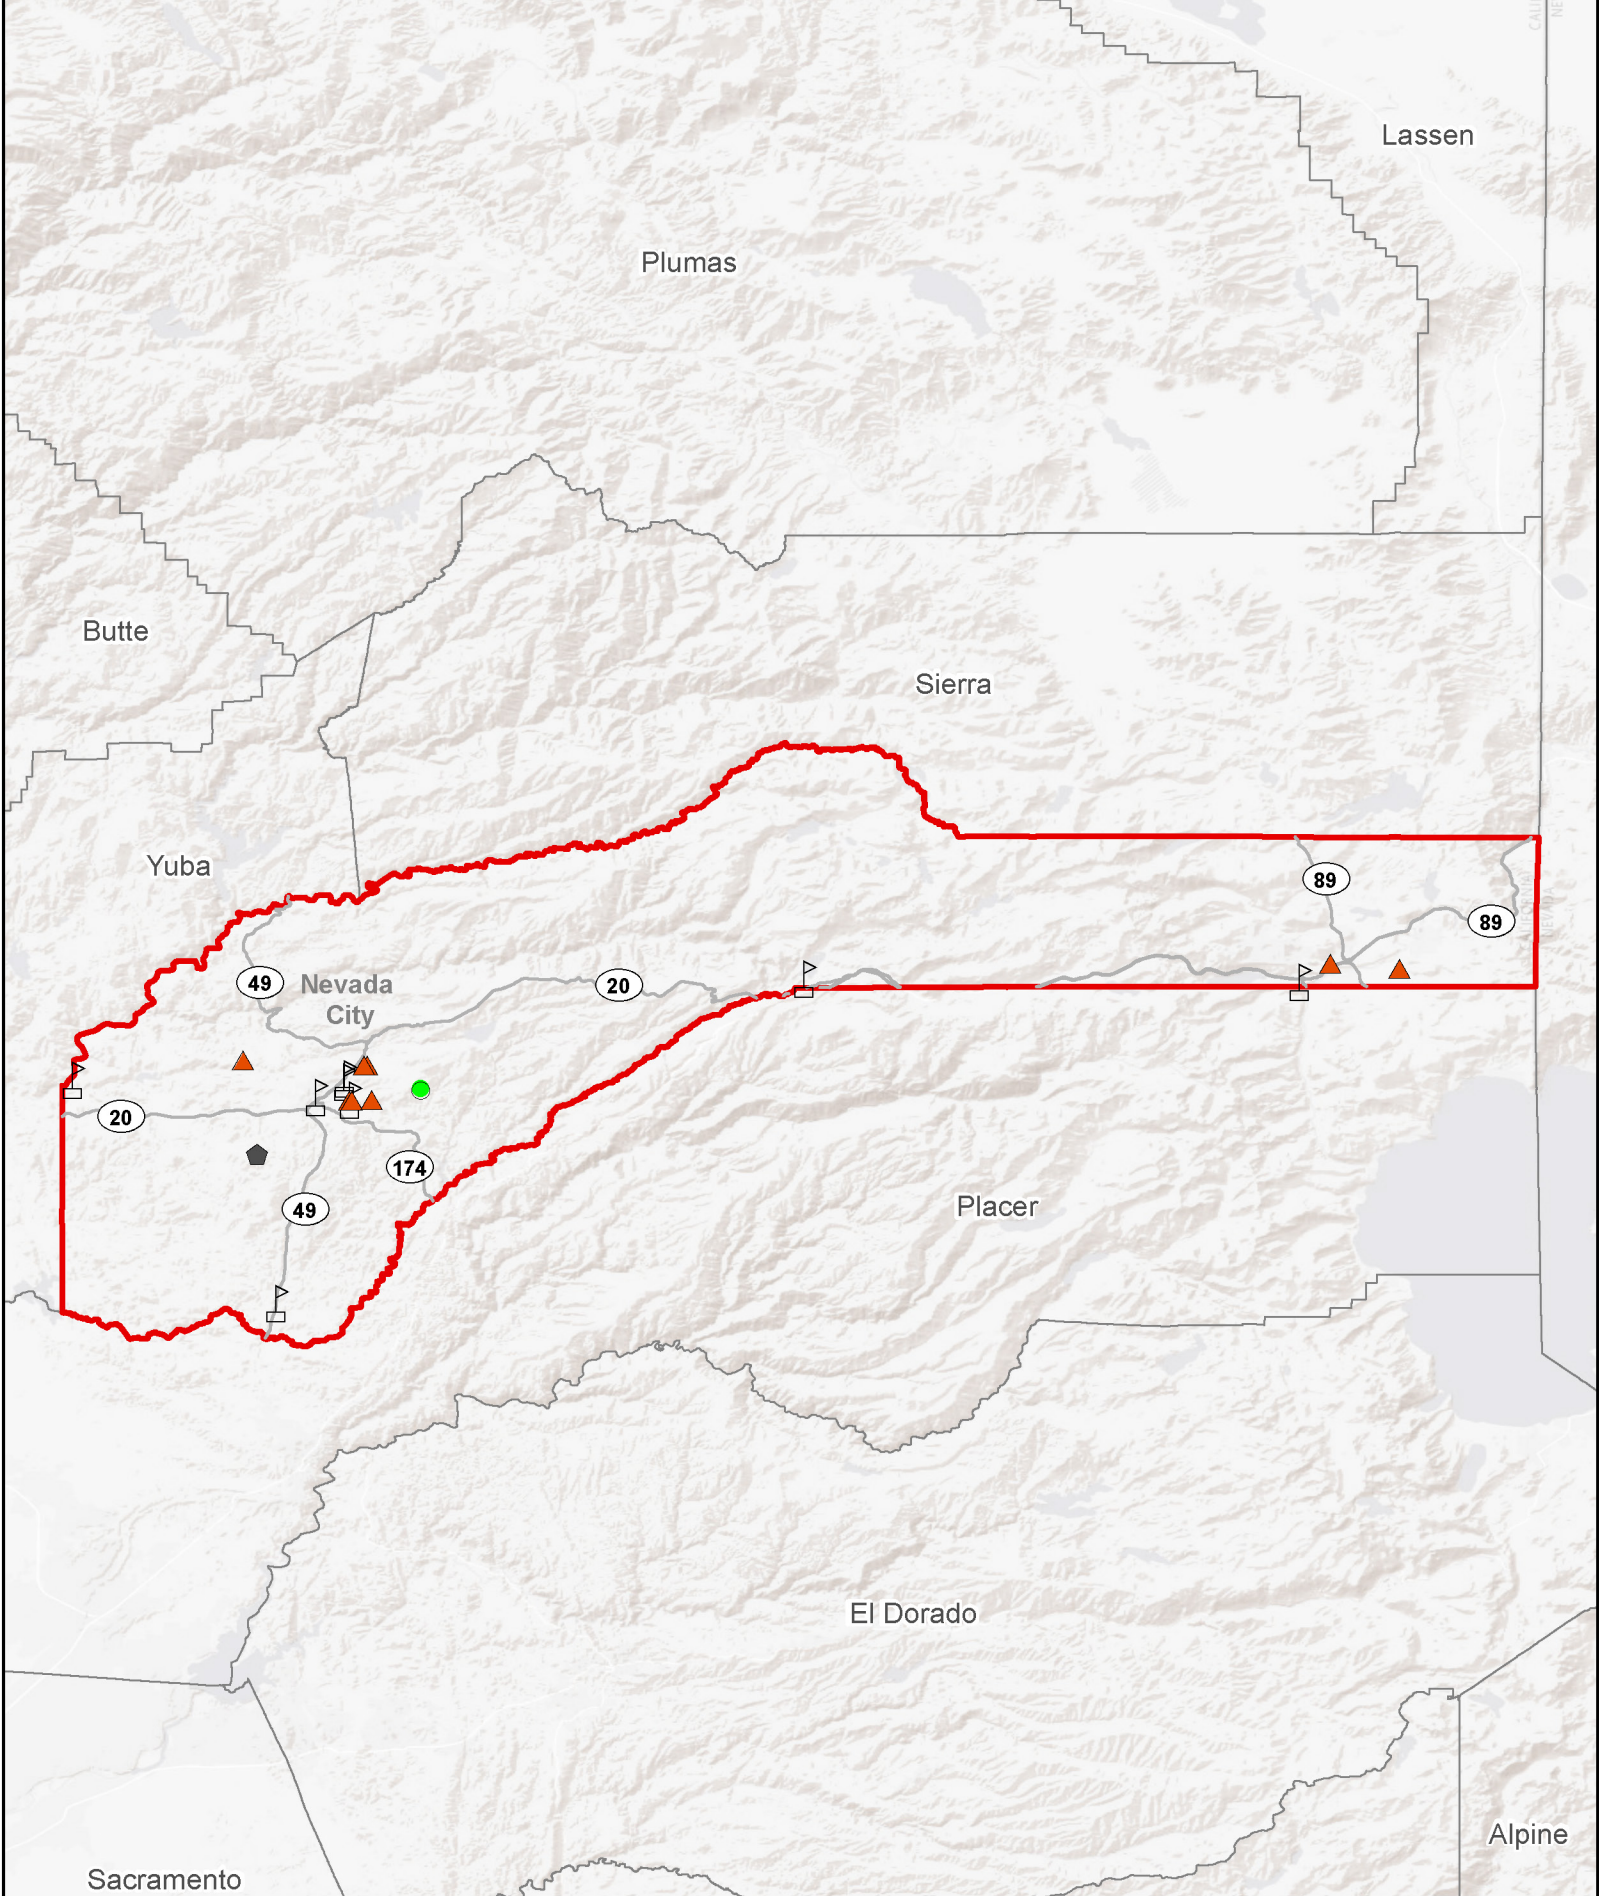 Lassen
Plumas
Butte
Sierra
Yuba
89
89
49
Nevada
City
20
20
174
49
Placer
El Dorado
Alpine
Sacramento